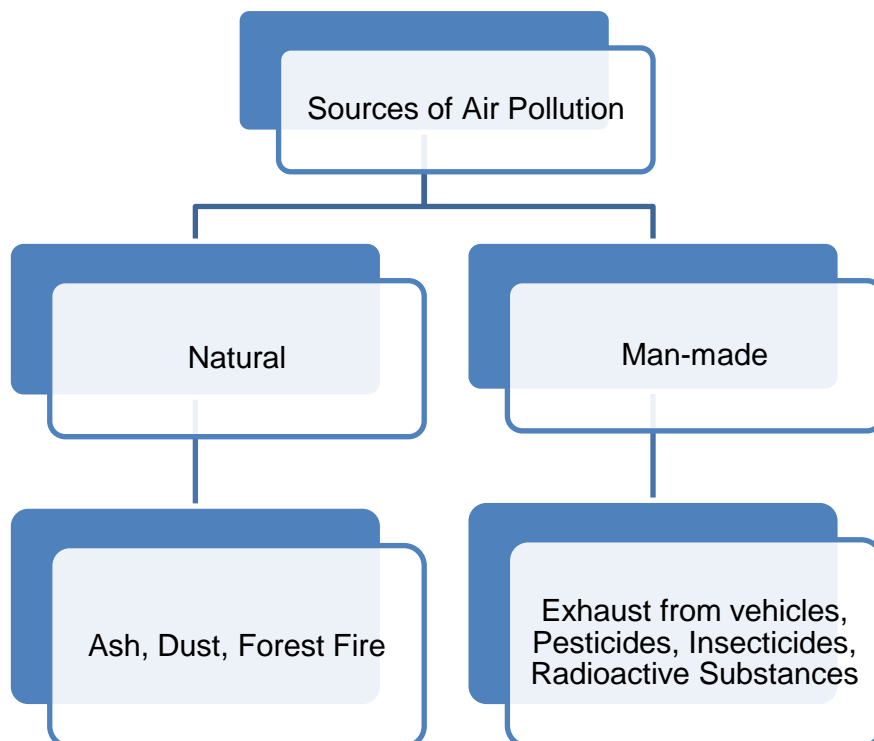 Sources of Air Pollution
Natural
Man-made
Ash, Dust, Forest Fire
Exhaust from vehicles,
Pesticides, Insecticides,
Radioactive Substances